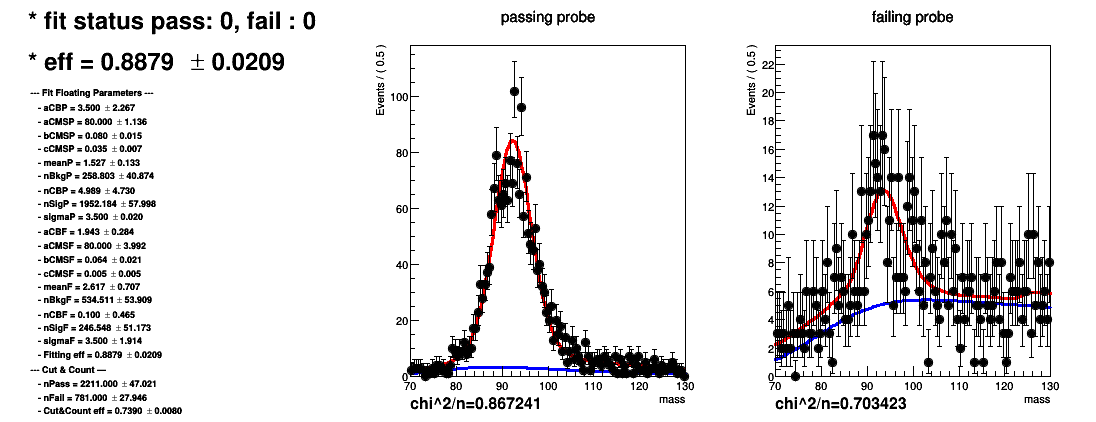 * fit status pass: 0, fail : 0
* eff = 0.8879 ± 0.0209
--- Fit Floating Parameters ---
- aCBP = 3.500 ± 2.267
- aCMSP = 80.000 ± 1.136
- bCMSP = 0.080 ± 0.015
- cCMSP = 0.035 ± 0.007
- meanP = 1.527 ± 0.133
- nBkgP = 258.803 ± 40.874
- nCBP = 4.989 ± 4.730
- nSigP = 1952.184 ± 57.998
- sigmaP = 3.500 ± 0.020
- aCBF = 1.943 ± 0.284
- aCMSF = 80.000 ± 3.992
- bCMSF = 0.064 ± 0.021
- cCMSF = 0.005 ± 0.005
- meanF = 2.617 ± 0.707
- nBkgF = 534.511 ± 53.909
- nCBF = 0.100 ± 0.465
- nSigF = 246.548 ± 51.173
- sigmaF = 3.500 ± 1.914
- Fitting eff = 0.8879 ± 0.0209
--- Cut & Count ---
- nPass = 2211.000 ± 47.021
- nFail = 781.000 ± 27.946
- Cut&Count eff = 0.7390 ± 0.0080
passing probe
Events / ( 0.5 )
100
80
60
40
20
0
70 80 90 100 110 120 130
mass
chi^2/n=0.867241
failing probe
Events / ( 0.5 )
22
20
18
16
14
12
10
8
6
4
2
0
70 80 90 100 110 120 130
mass
chi^2/n=0.703423